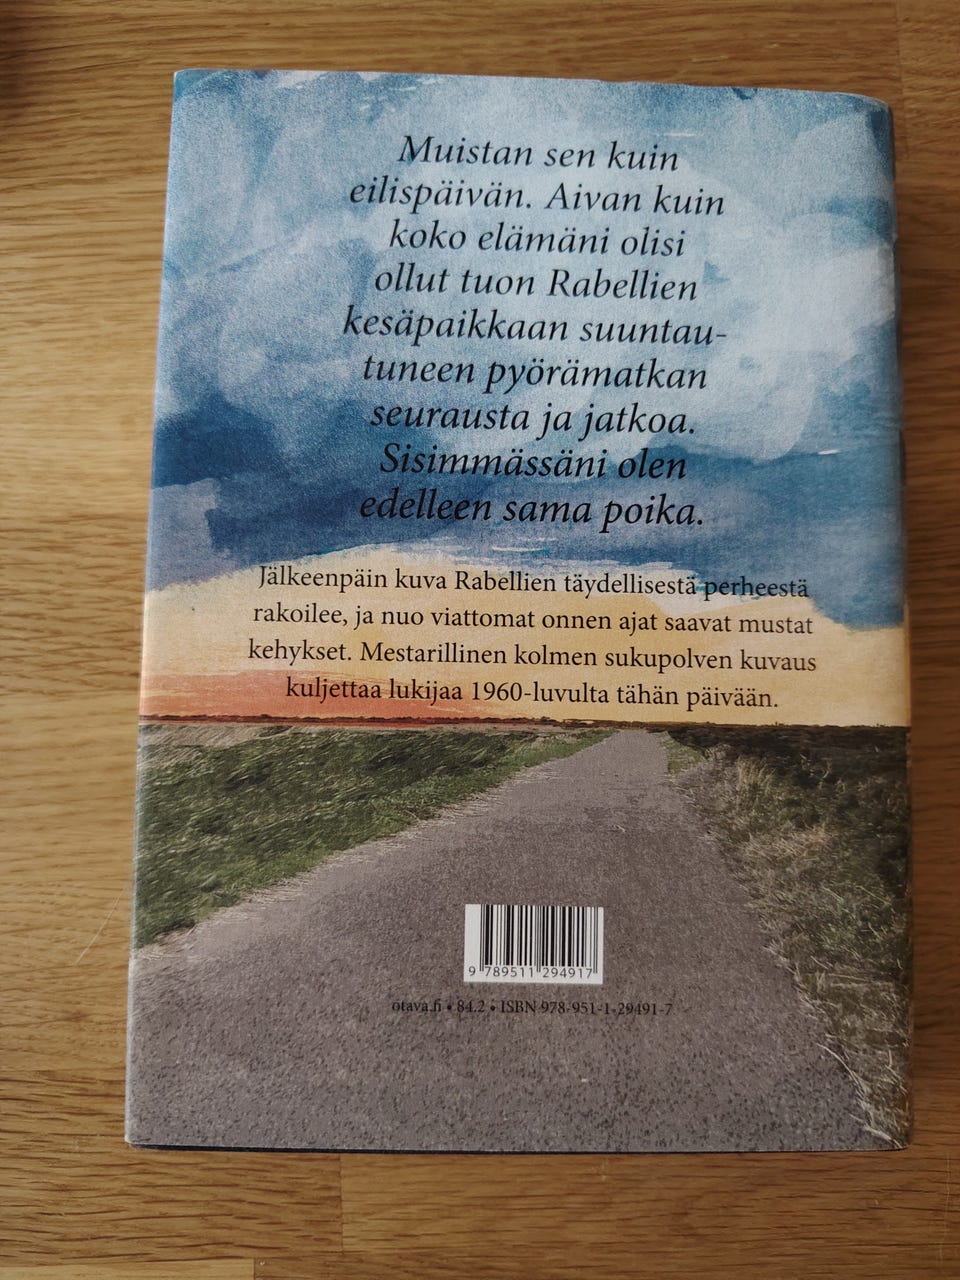 Muistan sen kuin
eilispäivän. Aivan kuin
koko elämäni olisi
ollut tuon Rabellien
kesäpaikkaan suuntau-
tuneen pyörämatkan
seurausta ja jatkoa.
Sisimmässäni olen
edelleen sama poika.
Jälkeenpäin kuva Rabellien täydellisestä perheestä
rakoilee, ja nuo viattomat onnen ajat saavat mustat
kehykset. Mestarillinen kolmen sukupolven kuvaus
kuljettaa lukijaa 1960-luvulta tähän päivään.
9 789511 294917
otava.fi • 84.2 • ISBN 978-951-1-29491-7